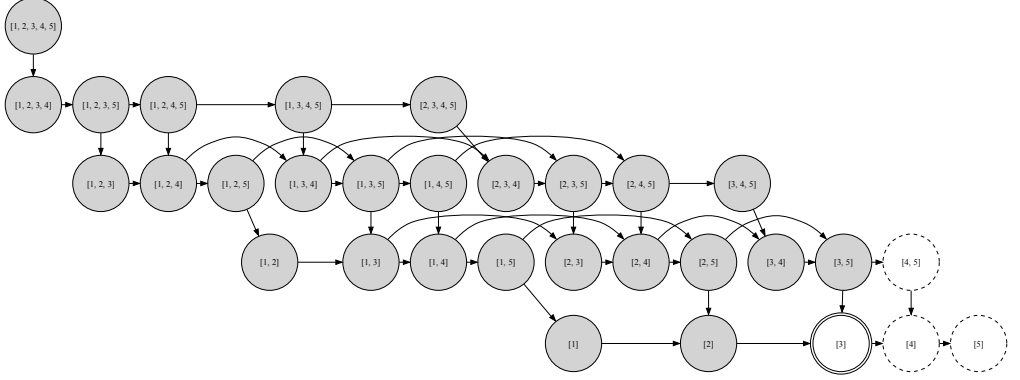 [1, 2, 3, 4, 5]
[1, 2, 3, 4]
[1, 2, 3, 5]
[1, 2, 4, 5]
[1, 3, 4, 5]
[2, 3, 4, 5]
[1, 2, 3]
[1, 2, 4]
[1, 2, 5]
[1, 3, 4]
[1, 3, 5]
[1, 4, 5]
[2, 3, 4]
[2, 3, 5]
[2, 4, 5]
[3, 4, 5]
[1, 2]
[1, 3]
[1, 4]
[1, 5]
[2, 3]
[2, 4]
[2, 5]
[3, 4]
[3, 5]
[4, 5]
[1]
[2]
[3]
[4]
[5]